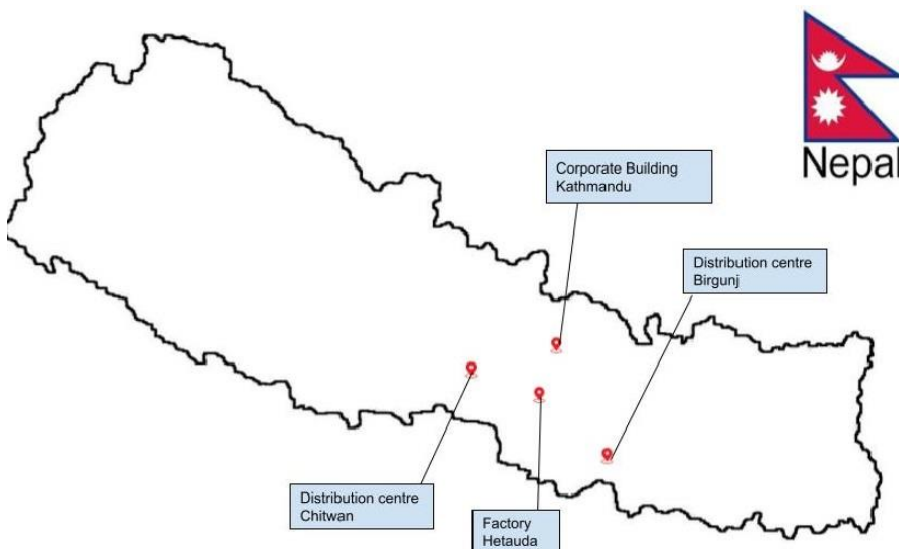 Nepal
Corporate Building
Kathmandu
Distribution centre
Birgunj
Distribution centre
Chitwan
Factory
Hetauda